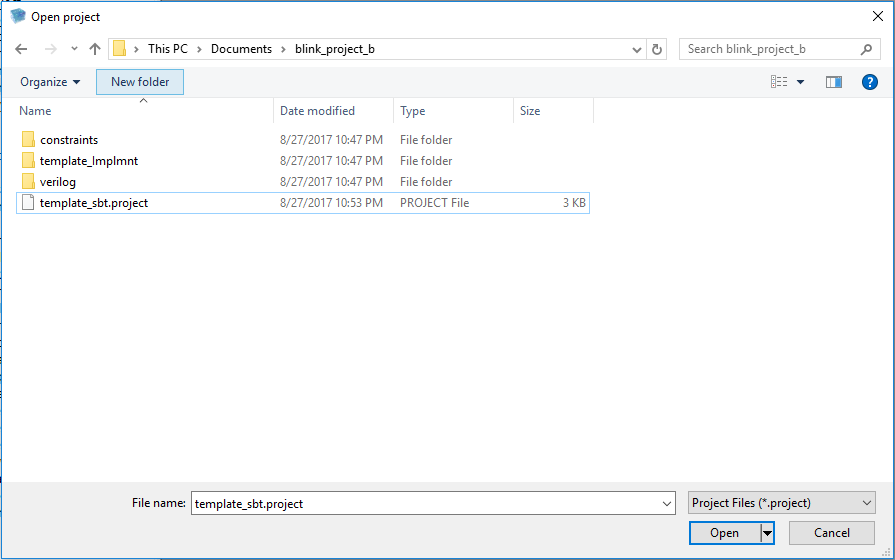 Open project
This PC Documents blink_project_b
Search blink_project_b
Organize New folder
?
Name Date modified Type Size
constraints 8/27/2017 10:47 PM File folder
template_Implmnt 8/27/2017 10:47 PM File folder
verilog 8/27/2017 10:47 PM File folder
template_sbt.project 8/27/2017 10:53 PM PROJECT File 3 KB
File name: template_sbt.project Project Files (*.project)
Open Cancel